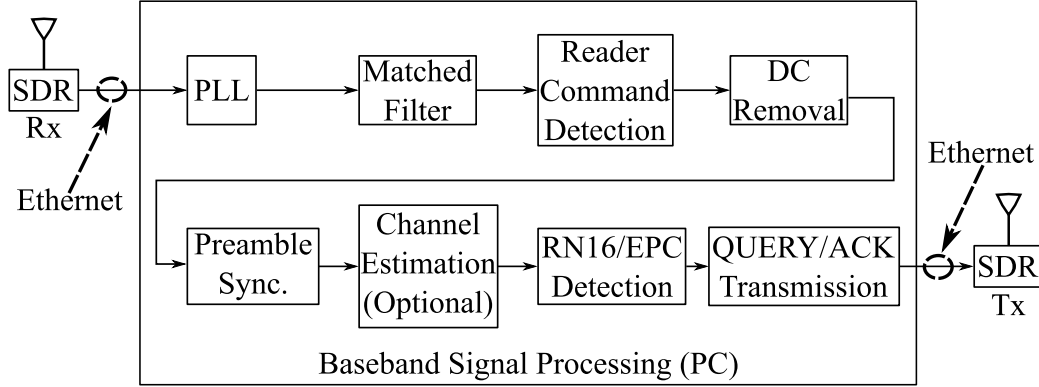 SDR
Rx
Ethernet
PLL
Matched
Filter
Reader
Command
Detection
DC
Removal
Preamble
Sync.
Channel
Estimation
(Optional)
RN16/EPC
Detection
QUERY/ACK
Transmission
Ethernet
SDR
Tx
Baseband Signal Processing (PC)